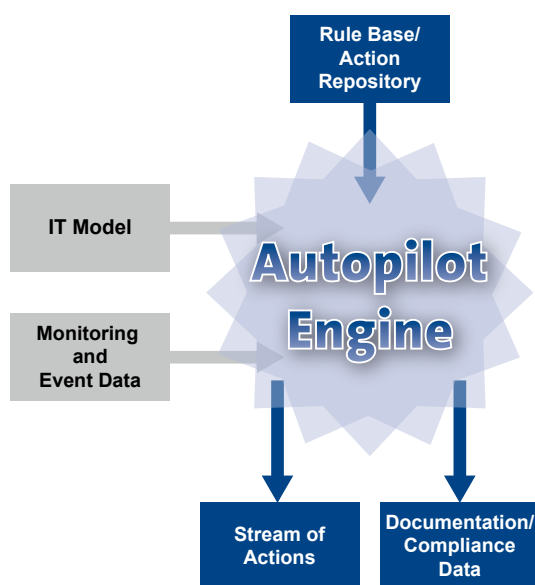 Rule Base/
Action
Repository
IT Model
Autopilot
Engine
Monitoring
and
Event Data
Stream of
Actions
Documentation/
Compliance
Data